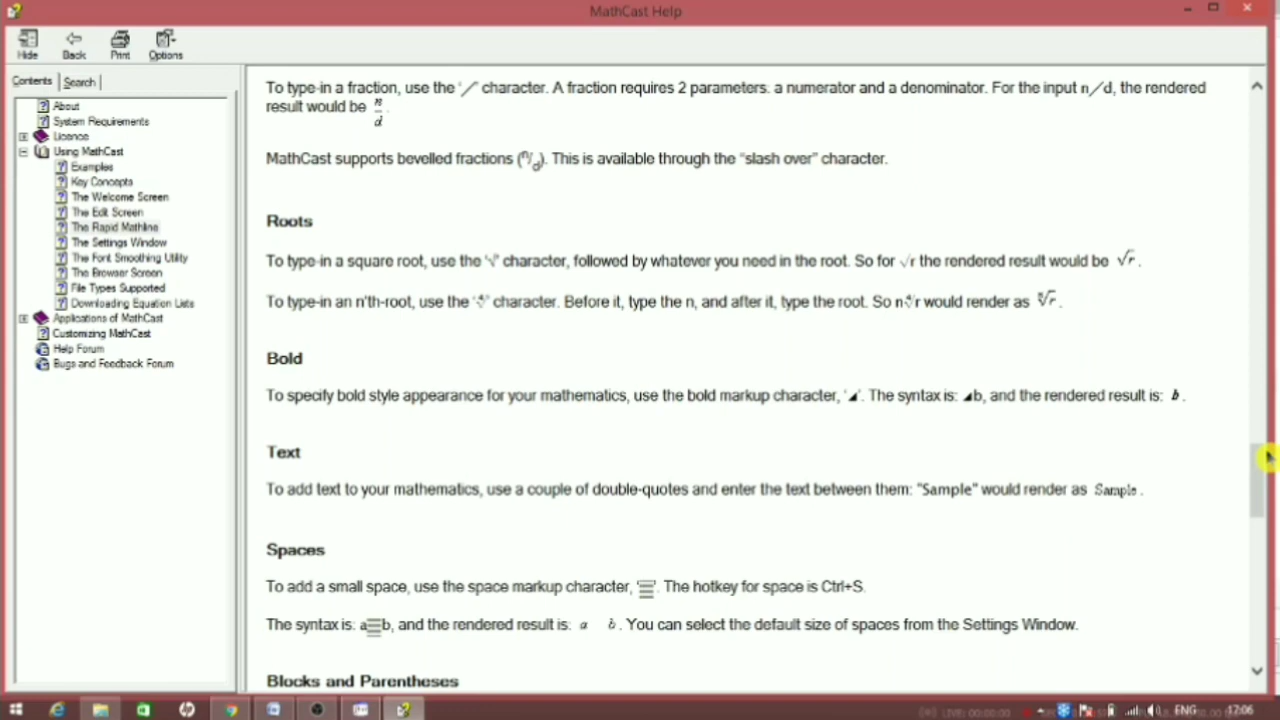 MathCast Help
Hide Back Print Options
Contents Search
About
System Requirements
Licence
Using MathCast
Examples
Key Concepts
The Welcome Screen
The Edit Screen
The Rapid Mathline
The Settings Window
The Font Smoothing Utility
The Browser Screen
File Types Supported
Downloading Equation Lists
Applications of MathCast
Customizing MathCast
Help Forum
Bugs and Feedback Forum
To type-in a fraction, use the '/' character. A fraction requires 2 parameters. a numerator and a denominator. For the input n/d, the rendered
result would be n/d.
MathCast supports bevelled fractions (n/d). This is available through the "slash over" character.
Roots
To type-in a square root, use the '√' character, followed by whatever you need in the root. So for √r the rendered result would be √r.
To type-in an n'th-root, use the '∜' character. Before it, type the n, and after it, type the root. So n∜r would render as ⁿ√r.
Bold
To specify bold style appearance for your mathematics, use the bold markup character, '◢'. The syntax is: ◢b, and the rendered result is: b.
Text
To add text to your mathematics, use a couple of double-quotes and enter the text between them: "Sample" would render as Sample.
Spaces
To add a small space, use the space markup character, '☰'. The hotkey for space is Ctrl+S.
The syntax is: a☰b, and the rendered result is: a b. You can select the default size of spaces from the Settings Window.
Blocks and Parentheses
ENG 12:06